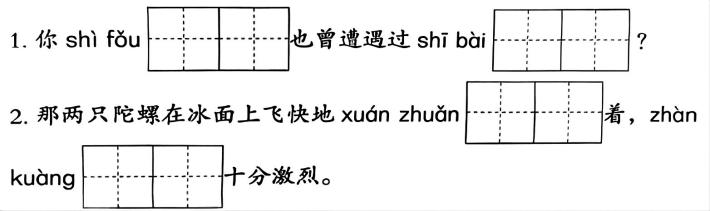 1. 你 shì fǒu 也曾遭遇过 shī bài ？
2. 那两只陀螺在冰面上飞快地 xuán zhuǎn 着，zhàn
kuàng 十分激烈。